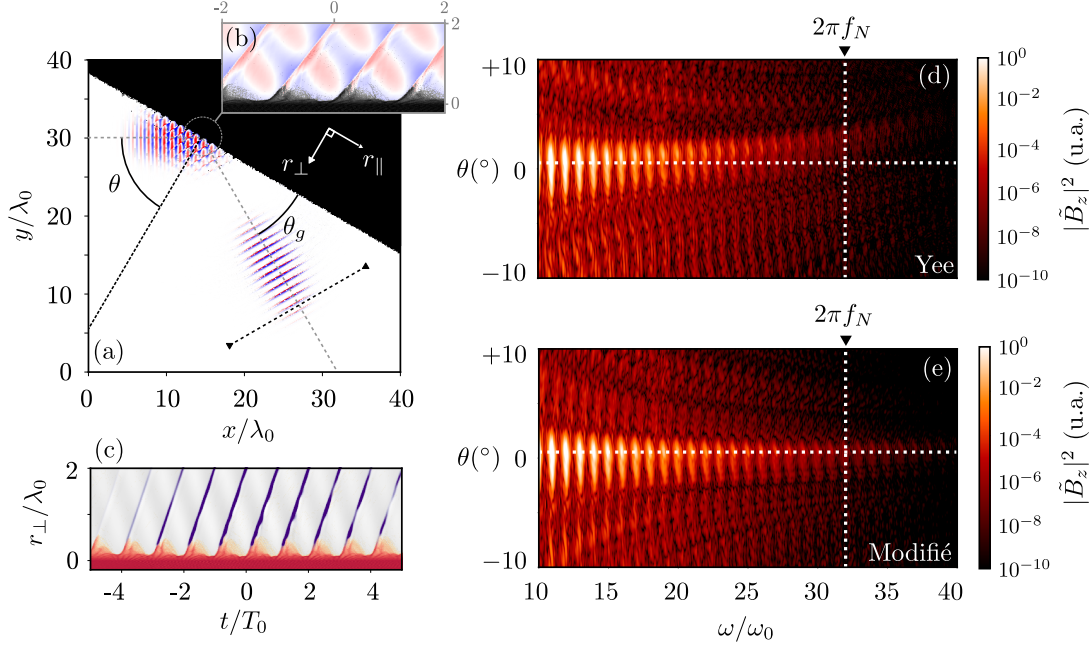 -2 0 2
(b)
2
0
40
30
20
10
0
y/λ₀
θ
r⊥
r∥
θg
(a)
0 10 20 30 40
x/λ₀
(c)
2
0
r⊥/λ₀
-4 -2 0 2 4
t/T₀
2πf_N
+10
θ(°) 0
−10
(d)
Yee
10⁰
10⁻²
10⁻⁴
10⁻⁶
10⁻⁸
10⁻¹⁰
|B̃_z|² (u.a.)
2πf_N
+10
θ(°) 0
−10
(e)
Modifié
10 15 20 25 30 35 40
ω/ω₀
10⁰
10⁻²
10⁻⁴
10⁻⁶
10⁻⁸
10⁻¹⁰
|B̃_z|² (u.a.)